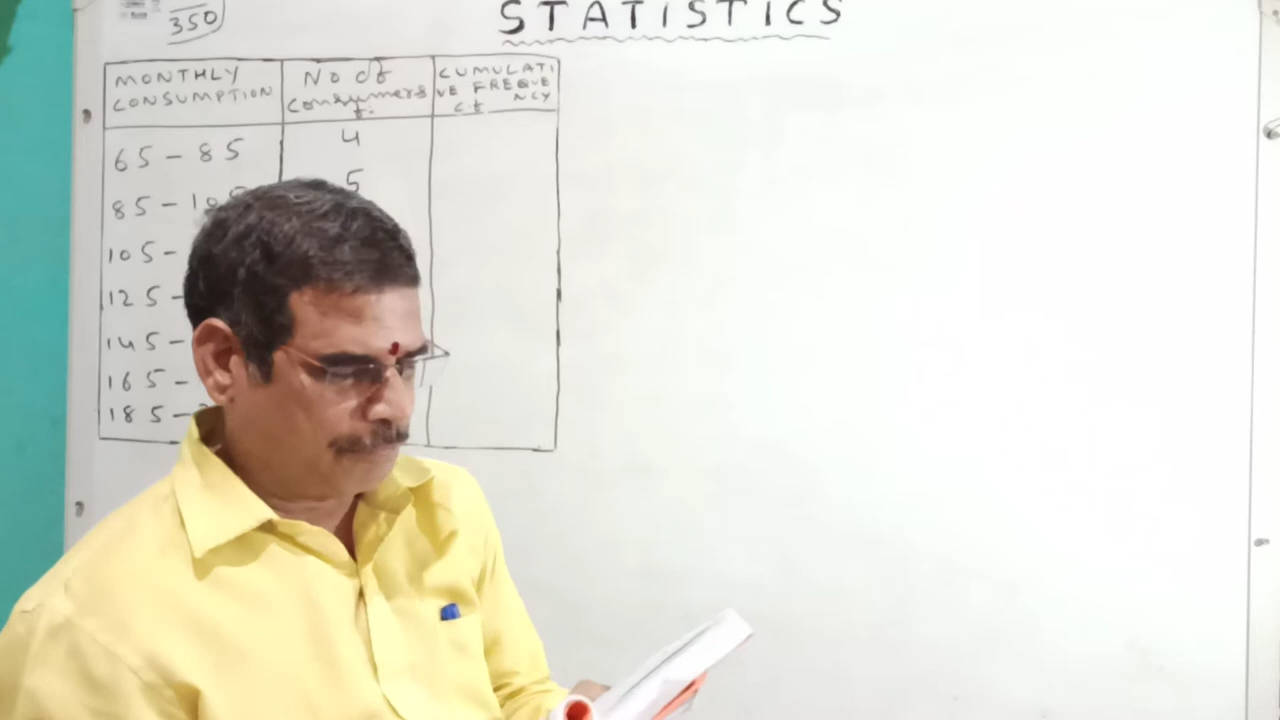 350
STATISTICS
MONTHLY
CONSUMPTION
No of
Consumers
f.
CUMULATI
VE FREQUE
NCY
c.f
65 - 85
4
85 - 105
5
105 -
125 -
145 -
165 -
185 -